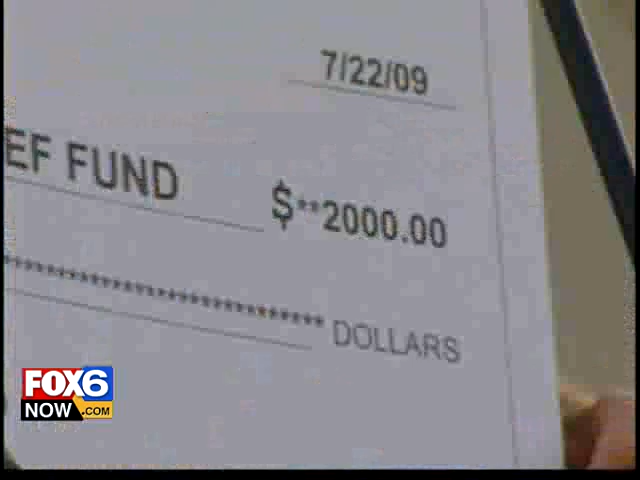 7/22/09
EF FUND $**2000.00
DOLLARS
FOX6
NOW.COM